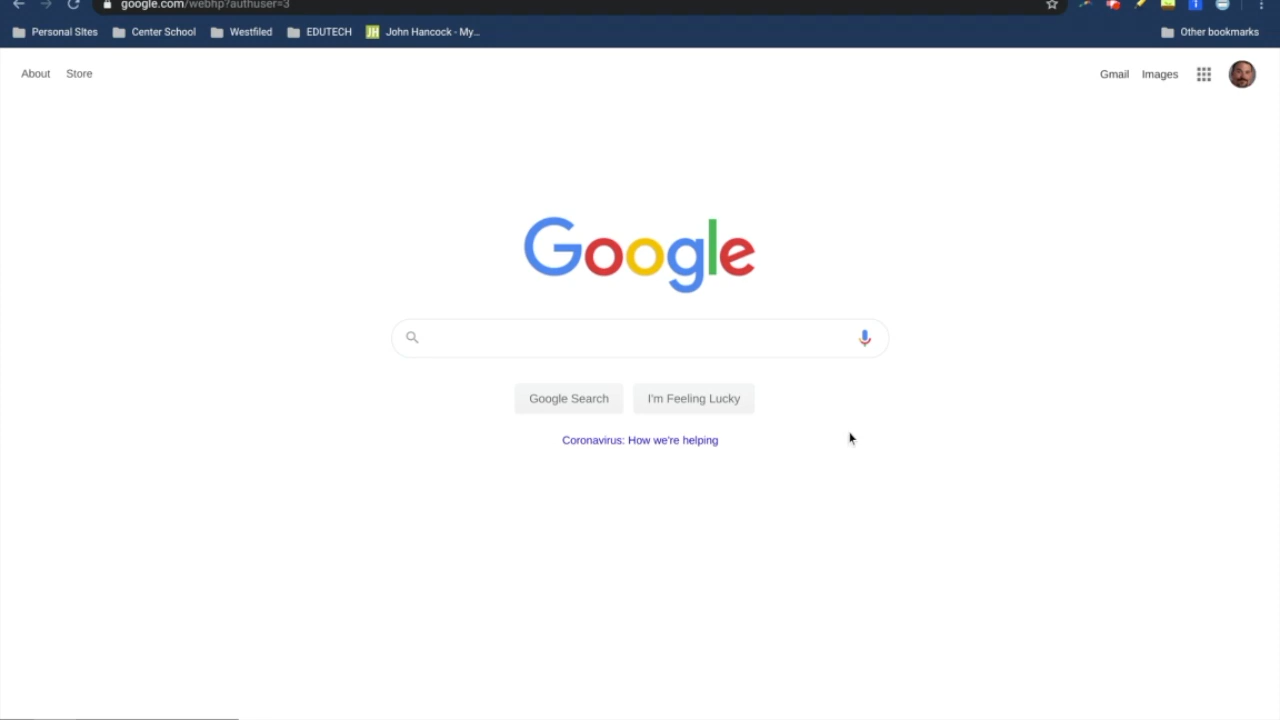 google.com/webhp?authuser=3
Personal SItes Center School Westfiled EDUTECH JH John Hancock - My... Other bookmarks
About Store Gmail Images
Google
Google Search I'm Feeling Lucky
Coronavirus: How we're helping